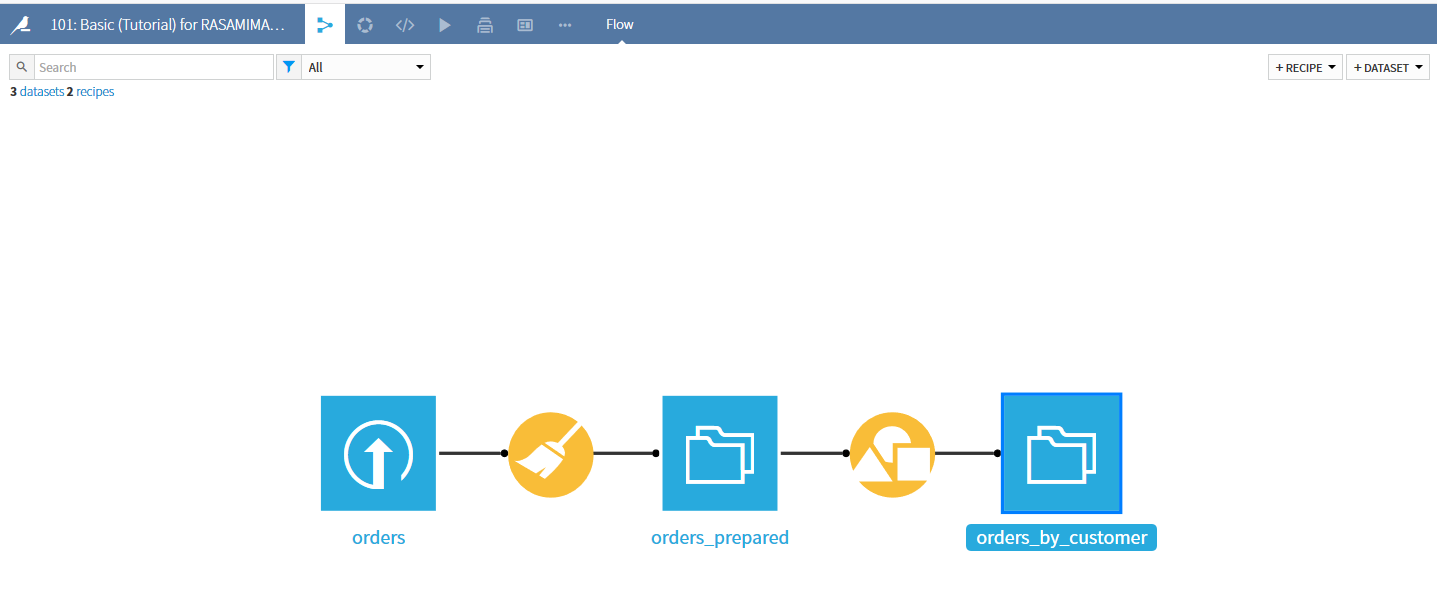 101: Basic (Tutorial) for RASAMIMA... Flow
Search All + RECIPE + DATASET
3 datasets 2 recipes
orders orders_prepared orders_by_customer